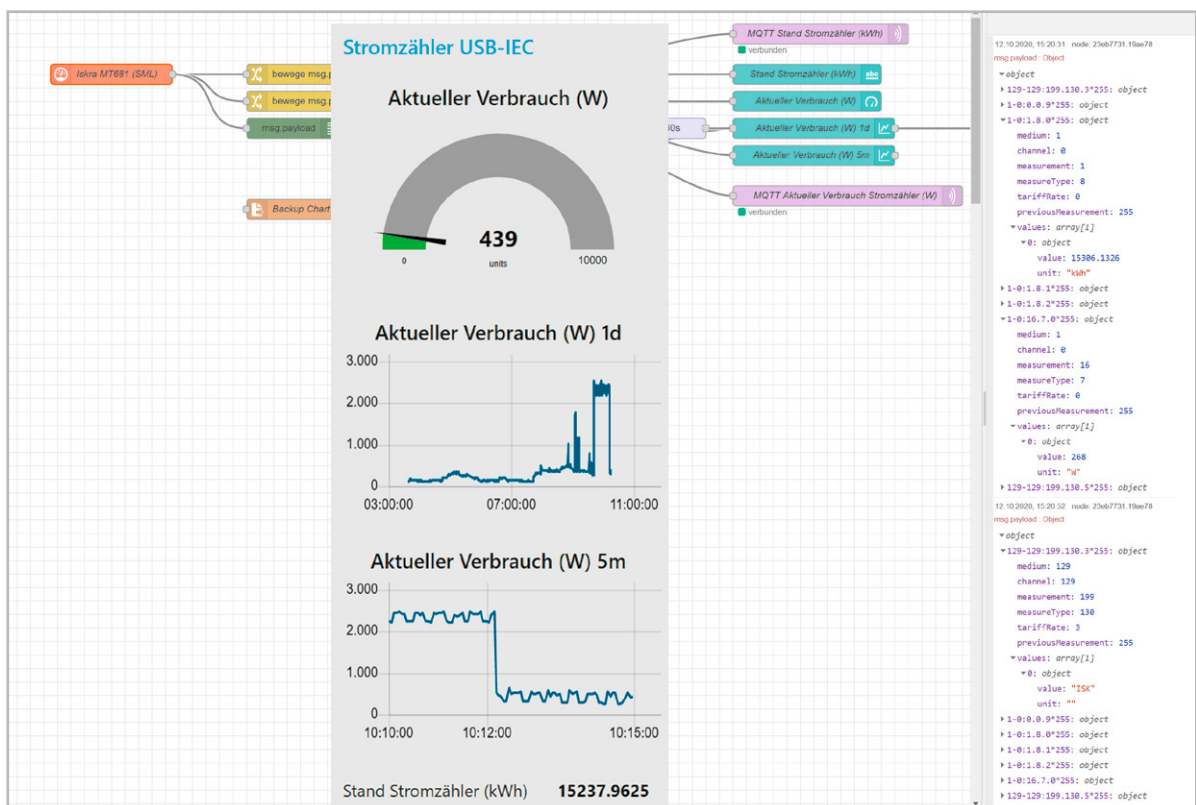 Iskra MT681 (SML)
bewege msg.p
bewege msg.p
msg.payload
Backup Chart
Stromzähler USB-IEC
Aktueller Verbrauch (W)
439
units
0
10000
Aktueller Verbrauch (W) 1d
3.000
2.000
1.000
0
03:00:00
07:00:00
11:00:00
Aktueller Verbrauch (W) 5m
3.000
2.000
1.000
0
10:10:00
10:12:00
10:15:00
Stand Stromzähler (kWh) 15237.9625
MQTT Stand Stromzähler (kWh)
verbunden
Stand Stromzähler (kWh)
abc
Aktueller Verbrauch (W)
0s
Aktueller Verbrauch (W) 1d
Aktueller Verbrauch (W) 5m
MQTT Aktueller Verbrauch Stromzähler (W)
verbunden
12.10.2020, 15:20:31 node: 23eb7731.19ae78
msg.payload : Object
object
129-129:199.130.3*255: object
1-0:0.0.9*255: object
1-0:1.8.0*255: object
medium: 1
channel: 0
measurement: 1
measureType: 8
tariffRate: 0
previousMeasurement: 255
values: array[1]
0: object
value: 15306.1326
unit: "kWh"
1-0:1.8.1*255: object
1-0:1.8.2*255: object
1-0:16.7.0*255: object
medium: 1
channel: 0
measurement: 16
measureType: 7
tariffRate: 0
previousMeasurement: 255
values: array[1]
0: object
value: 268
unit: "W"
129-129:199.130.5*255: object
12.10.2020, 15:20:32 node: 23eb7731.19ae78
msg.payload : Object
object
129-129:199.130.3*255: object
medium: 129
channel: 129
measurement: 199
measureType: 130
tariffRate: 3
previousMeasurement: 255
values: array[1]
0: object
value: "ISK"
unit: ""
1-0:0.0.9*255: object
1-0:1.8.0*255: object
1-0:1.8.1*255: object
1-0:1.8.2*255: object
1-0:16.7.0*255: object
129-129:199.130.5*255: object